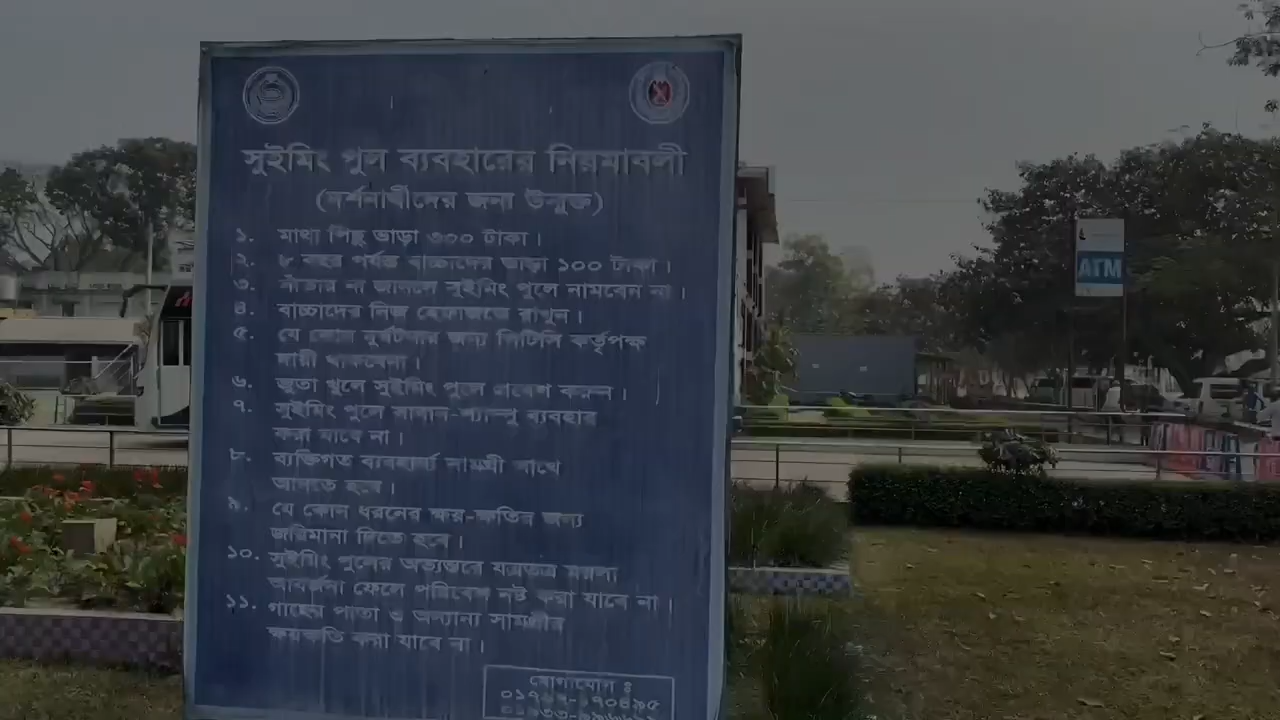 সুইমিং পুল ব্যবহারের নিয়মাবলী
(দর্শনার্থীদের জন্য উন্মুক্ত)
১. মাথা পিছু ভাড়া ৩০০ টাকা।
২. ৮ বছর পর্যন্ত বাচ্চাদের ভাড়া ১০০ টাকা।
৩. সাঁতার না জানলে সুইমিং পুলে নামবেন না।
৪. বাচ্চাদের নিজ হেফাজতে রাখুন।
৫. যে কোন দুর্ঘটনার জন্য সিটিসি কর্তৃপক্ষ
দায়ী থাকবেনা।
৬. জুতা খুলে সুইমিং পুলে প্রবেশ করুন।
৭. সুইমিং পুলে সাবান-শ্যাম্পু ব্যবহার
করা যাবে না।
৮. ব্যক্তিগত ব্যবহার্য্য সামগ্রী সাথে
আনতে হবে।
৯. যে কোন ধরনের ক্ষয়-ক্ষতির জন্য
জরিমানা দিতে হবে।
১০. সুইমিং পুলের অভ্যন্তরে যত্রতত্র ময়লা
আবর্জনা ফেলে পরিবেশ নষ্ট করা যাবে না।
১১. গাছের পাতা ও অন্যান্য সামগ্রীর
ক্ষয়ক্ষতি করা যাবে না।
যোগাযোগ :
ATM